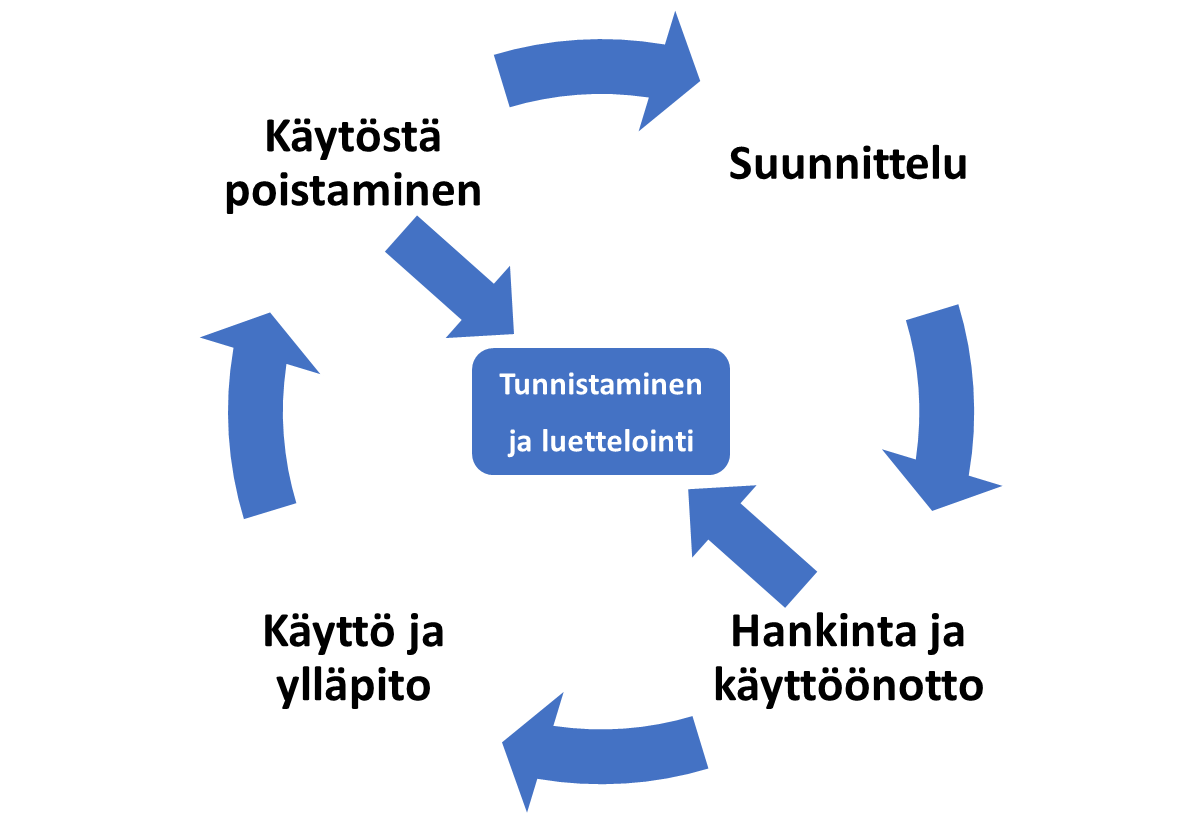 Käytöstä
poistaminen
Suunnittelu
Tunnistaminen
ja luettelointi
Käyttö ja
ylläpito
Hankinta ja
käyttöönotto